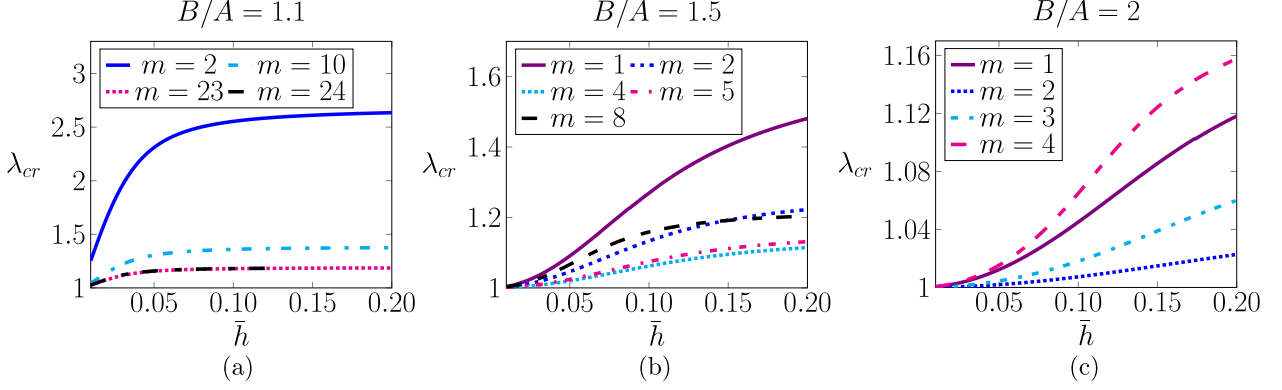 B/A = 1.1
B/A = 1.5
B/A = 2
3
2.5
2
1.5
1
λcr
m = 2
m = 10
m = 23
m = 24
0.05
0.10
0.15
0.20
h̄
(a)
1.6
1.4
1.2
1
λcr
m = 1
m = 2
m = 4
m = 5
m = 8
0.05
0.10
0.15
0.20
h̄
(b)
1.16
1.12
1.08
1.04
1
λcr
m = 1
m = 2
m = 3
m = 4
0.05
0.10
0.15
0.20
h̄
(c)